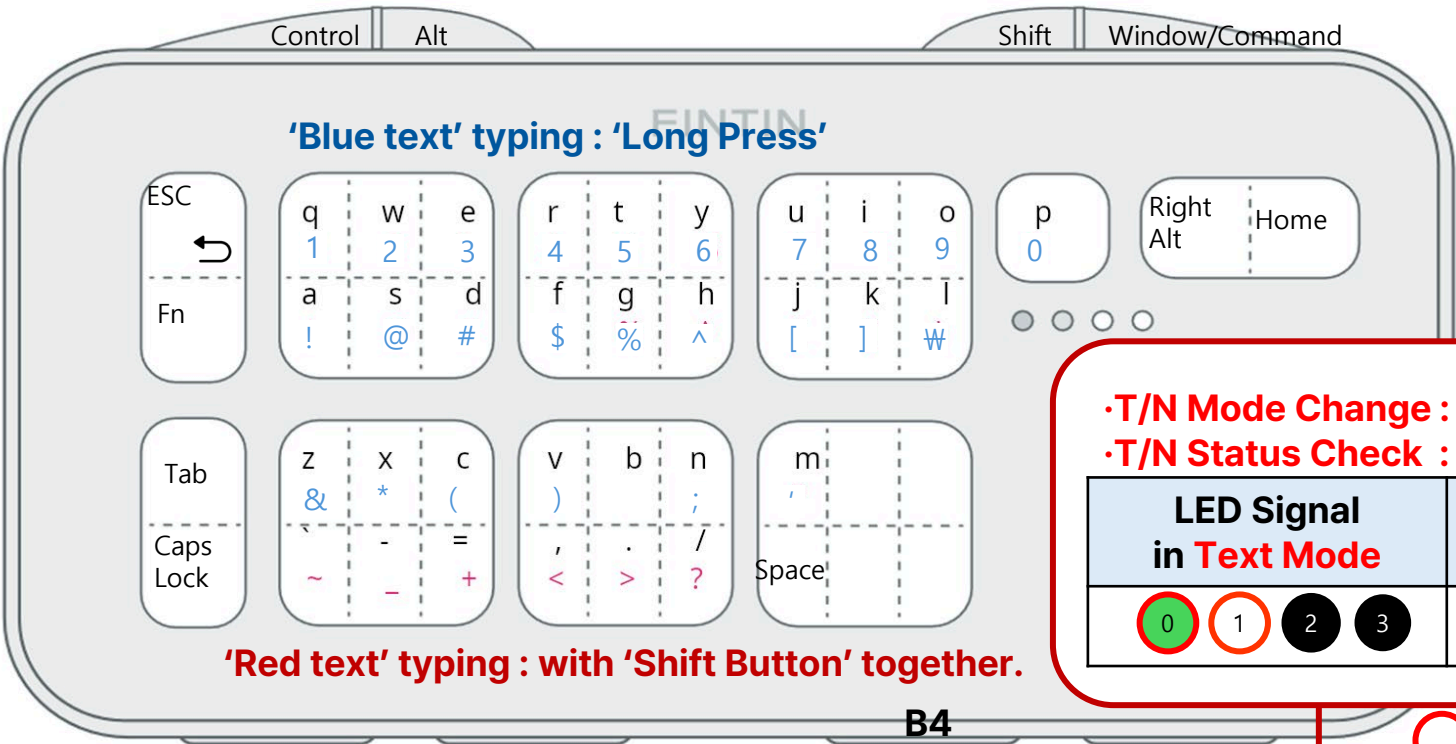 Control Alt Shift Window/Command
EINTIN
‘Blue text’ typing : ‘Long Press’
ESC q w e r t y u i o p Right Alt Home
1 2 3 4 5 6 7 8 9 0
Fn a s d f g h j k l
! @ # $ % ^ [ ] ₩
·T/N Mode Change :
·T/N Status Check :
Tab z x c v b n m
& * ( ) ; '
LED Signal
in Text Mode
Caps Lock ` - = , . / Space
~ _ + < > ?
0 1 2 3
‘Red text’ typing : with ‘Shift Button’ together.
B4